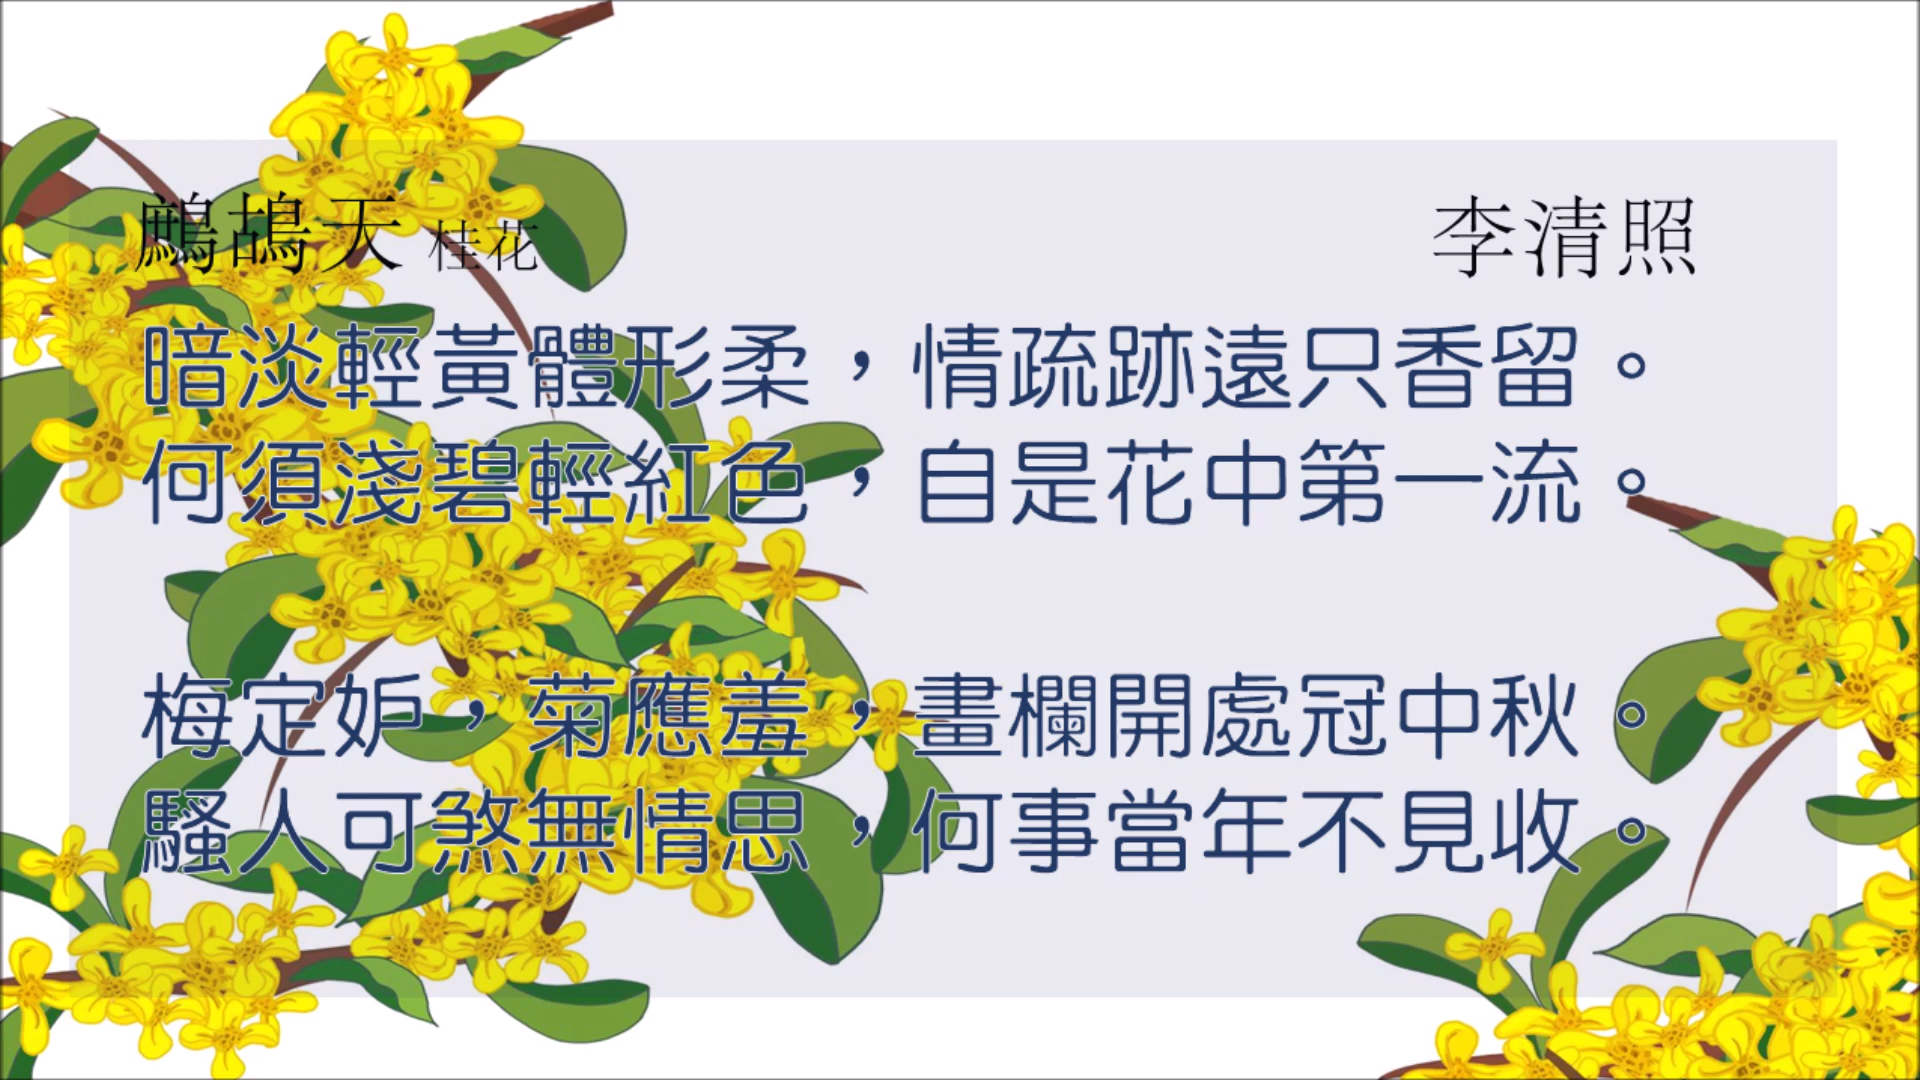 鷓鴣天 桂花 李清照
暗淡輕黃體形柔，情疏跡遠只香留。
何須淺碧輕紅色，自是花中第一流。
梅定妒，菊應羞，畫欄開處冠中秋。
騷人可煞無情思，何事當年不見收。